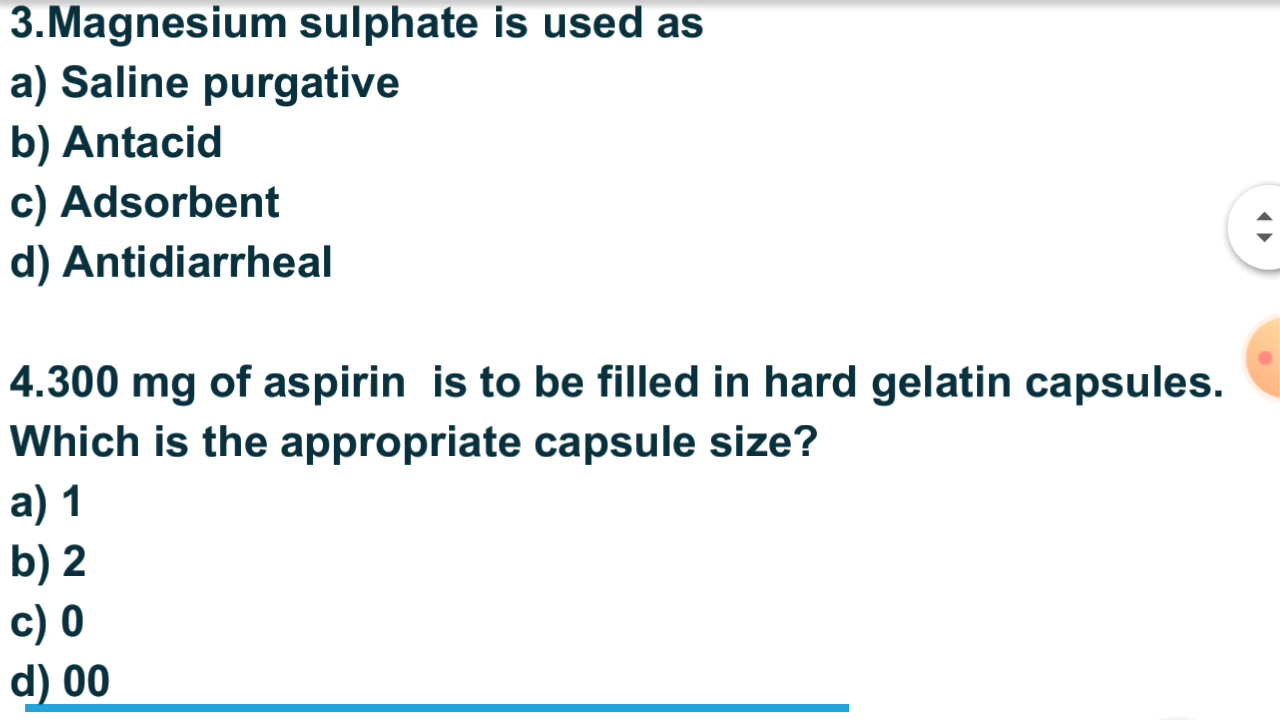 3.Magnesium sulphate is used as
a) Saline purgative
b) Antacid
c) Adsorbent
d) Antidiarrheal
4.300 mg of aspirin  is to be filled in hard gelatin capsules.
Which is the appropriate capsule size?
a) 1
b) 2
c) 0
d) 00